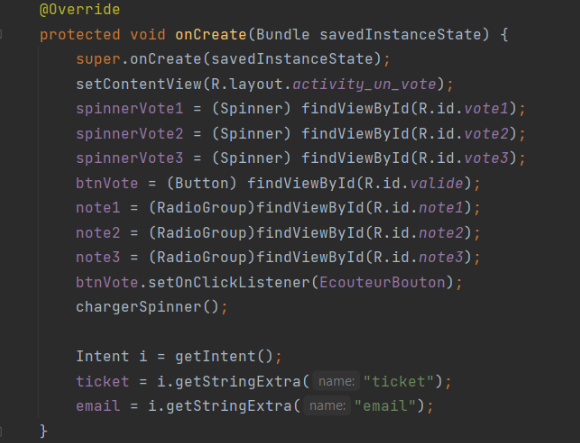 @Override
protected void onCreate(Bundle savedInstanceState) {
super.onCreate(savedInstanceState);
setContentView(R.layout.activity_un_vote);
spinnerVote1 = (Spinner) findViewById(R.id.vote1);
spinnerVote2 = (Spinner) findViewById(R.id.vote2);
spinnerVote3 = (Spinner) findViewById(R.id.vote3);
btnVote = (Button) findViewById(R.id.valide);
note1 = (RadioGroup)findViewById(R.id.note1);
note2 = (RadioGroup)findViewById(R.id.note2);
note3 = (RadioGroup)findViewById(R.id.note3);
btnVote.setOnClickListener(EcouteurBouton);
chargerSpinner();
Intent i = getIntent();
ticket = i.getStringExtra( name: "ticket");
email = i.getStringExtra( name: "email");
}